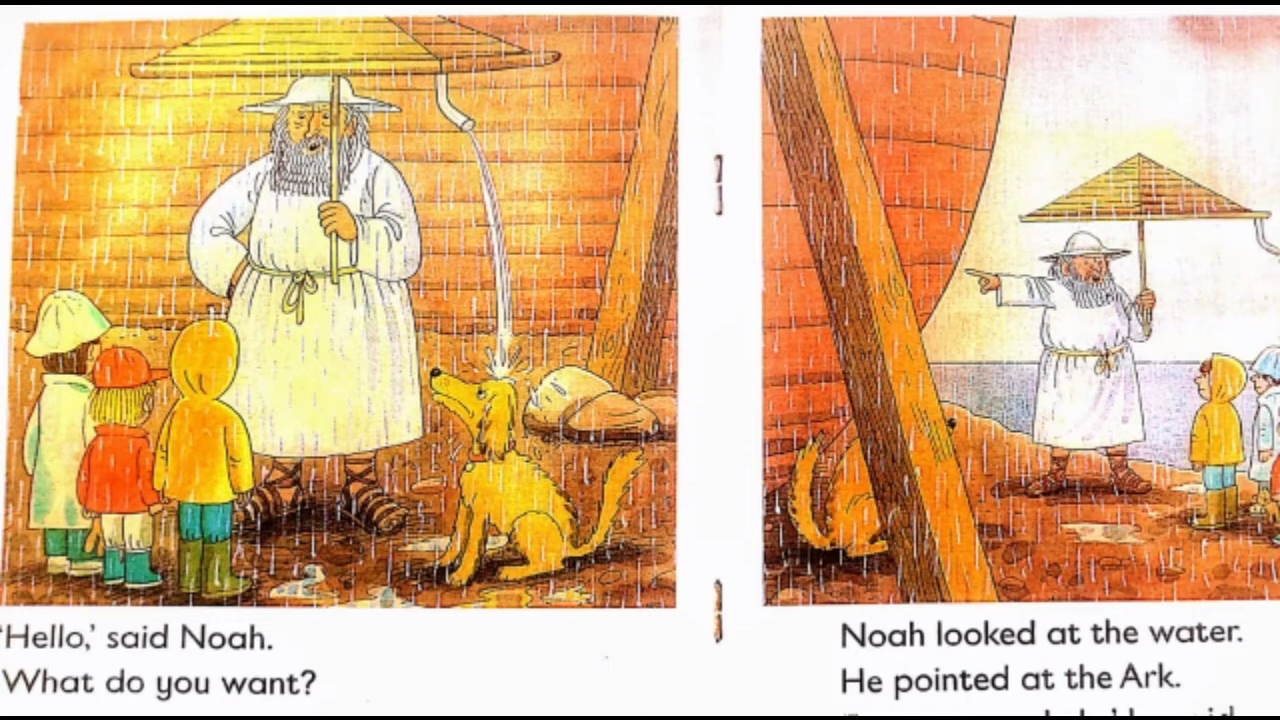 'Hello,' said Noah.
What do you want?
Noah looked at the water.
He pointed at the Ark.